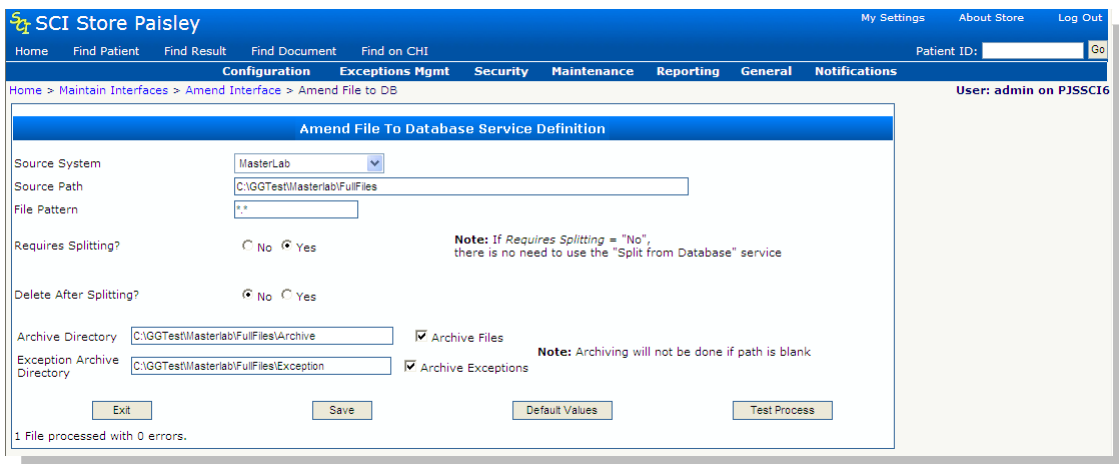 SCI SCI Store Paisley
My Settings About Store Log Out
Home Find Patient Find Result Find Document Find on CHI
Patient ID: Go
Configuration Exceptions Mgmt Security Maintenance Reporting General Notifications
Home > Maintain Interfaces > Amend Interface > Amend File to DB
User: admin on PJSSCI6
Amend File To Database Service Definition
Source System MasterLab
Source Path C:\GGTest\Masterlab\FullFiles
File Pattern *.*
Requires Splitting? No Yes
Note: If Requires Splitting = "No",
there is no need to use the "Split from Database" service
Delete After Splitting? No Yes
Archive Directory C:\GGTest\Masterlab\FullFiles\Archive Archive Files
Note: Archiving will not be done if path is blank
Exception Archive
Directory C:\GGTest\Masterlab\FullFiles\Exception Archive Exceptions
Exit Save Default Values Test Process
1 File processed with 0 errors.